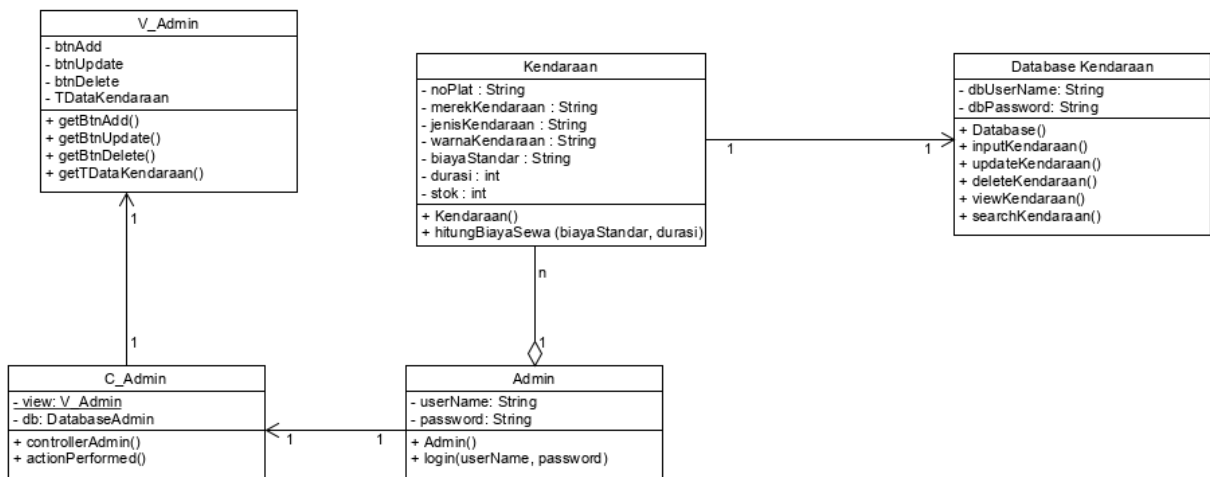 V_Admin
- btnAdd
- btnUpdate
- btnDelete
- TDataKendaraan
+ getBtnAdd()
+ getBtnUpdate()
+ getBtnDelete()
+ getTDataKendaraan()
Kendaraan
- noPlat : String
- merekKendaraan : String
- jenisKendaraan : String
- warnaKendaraan : String
- biayaStandar : String
- durasi : int
- stok : int
+ Kendaraan()
+ hitungBiayaSewa (biayaStandar, durasi)
1
1
Database Kendaraan
- dbUserName: String
- dbPassword: String
+ Database()
+ inputKendaraan()
+ updateKendaraan()
+ deleteKendaraan()
+ viewKendaraan()
+ searchKendaraan()
1
1
n
1
C_Admin
- view: V_Admin
- db: DatabaseAdmin
+ controllerAdmin()
+ actionPerformed()
1
1
Admin
- userName: String
- password: String
+ Admin()
+ login(userName, password)